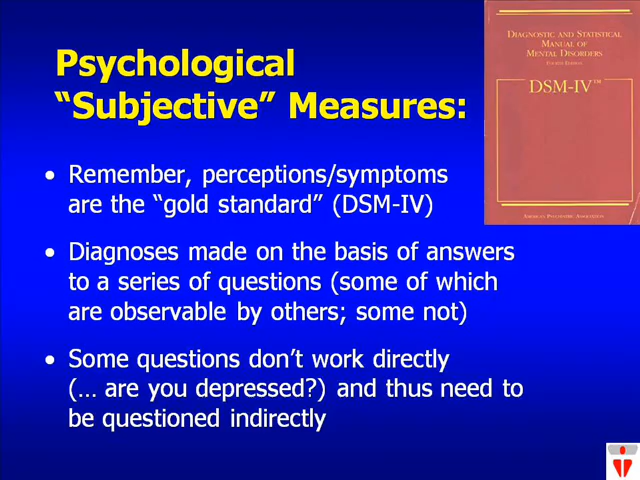 Psychological
“Subjective” Measures:
DIAGNOSTIC AND STATISTICAL
MANUAL OF
MENTAL DISORDERS
FOURTH EDITION
DSM-IV™
AMERICAN PSYCHIATRIC ASSOCIATION
• Remember, perceptions/symptoms
are the “gold standard” (DSM-IV)
• Diagnoses made on the basis of answers
to a series of questions (some of which
are observable by others; some not)
• Some questions don’t work directly
(… are you depressed?) and thus need to
be questioned indirectly